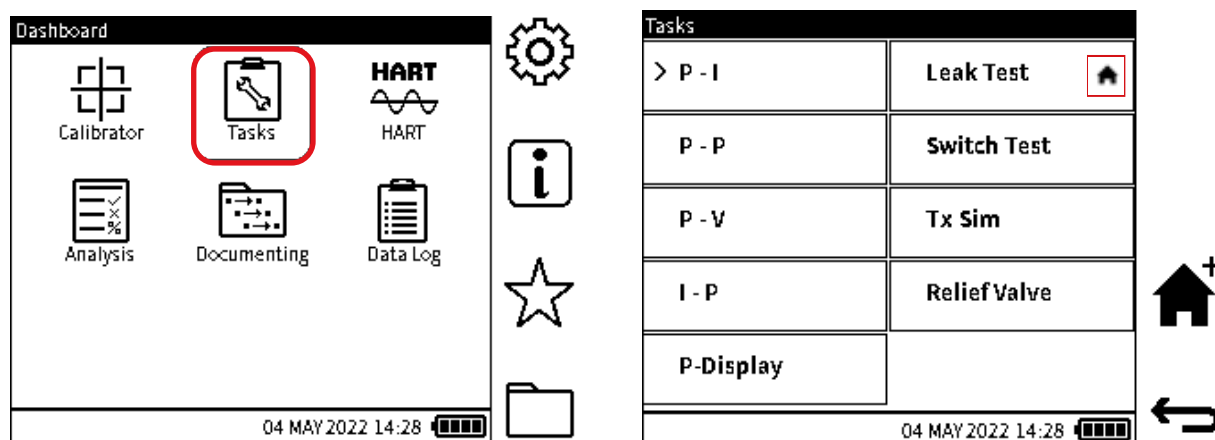 Dashboard
Calibrator
Tasks
HART
HART
Analysis
Documenting
Data Log
04 MAY 2022 14:28
Tasks
> P - I
Leak Test
P - P
Switch Test
P - V
Tx Sim
I - P
Relief Valve
P-Display
04 MAY 2022 14:28